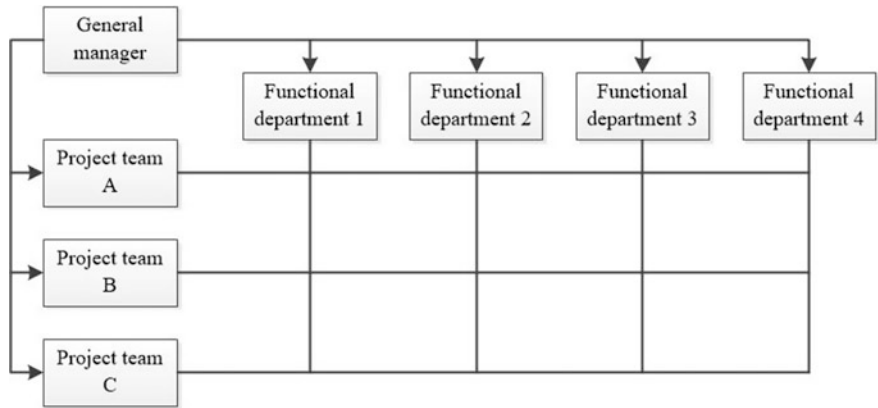 General
manager
Functional
department 1
Functional
department 2
Functional
department 3
Functional
department 4
Project team
A
Project team
B
Project team
C